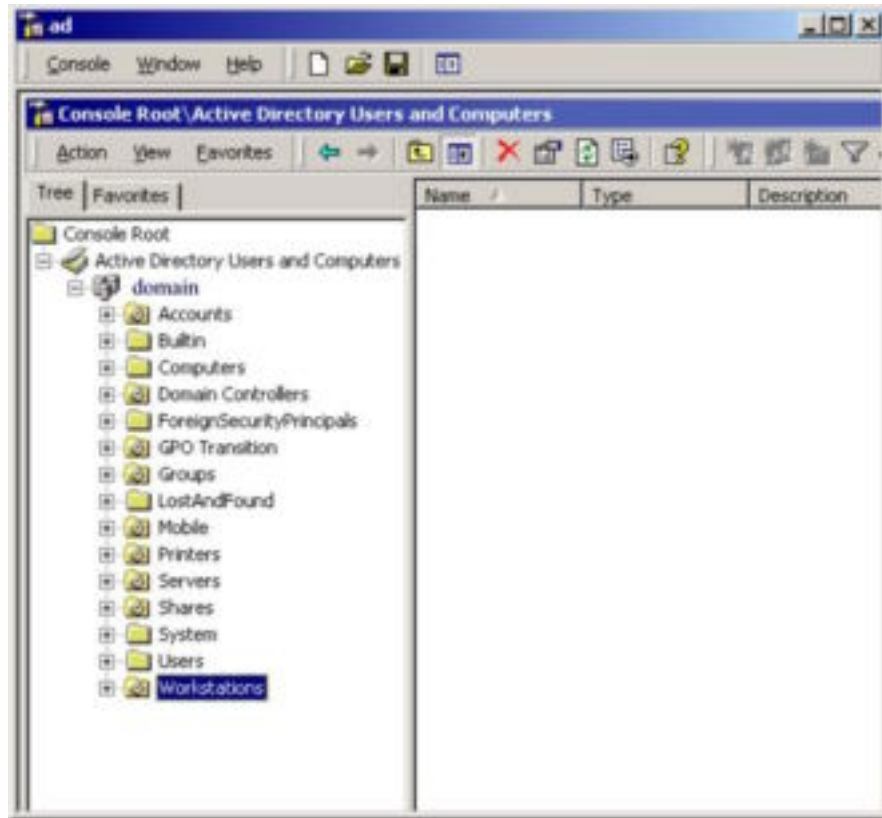 ad
Console Window Help
Console Root\Active Directory Users and Computers
Action View Favorites
Tree Favorites
Name Type Description
Console Root
Active Directory Users and Computers
domain
Accounts
Builtin
Computers
Domain Controllers
ForeignSecurityPrincipals
GPO Transition
Groups
LostAndFound
Mobile
Printers
Servers
Shares
System
Users
Workstations